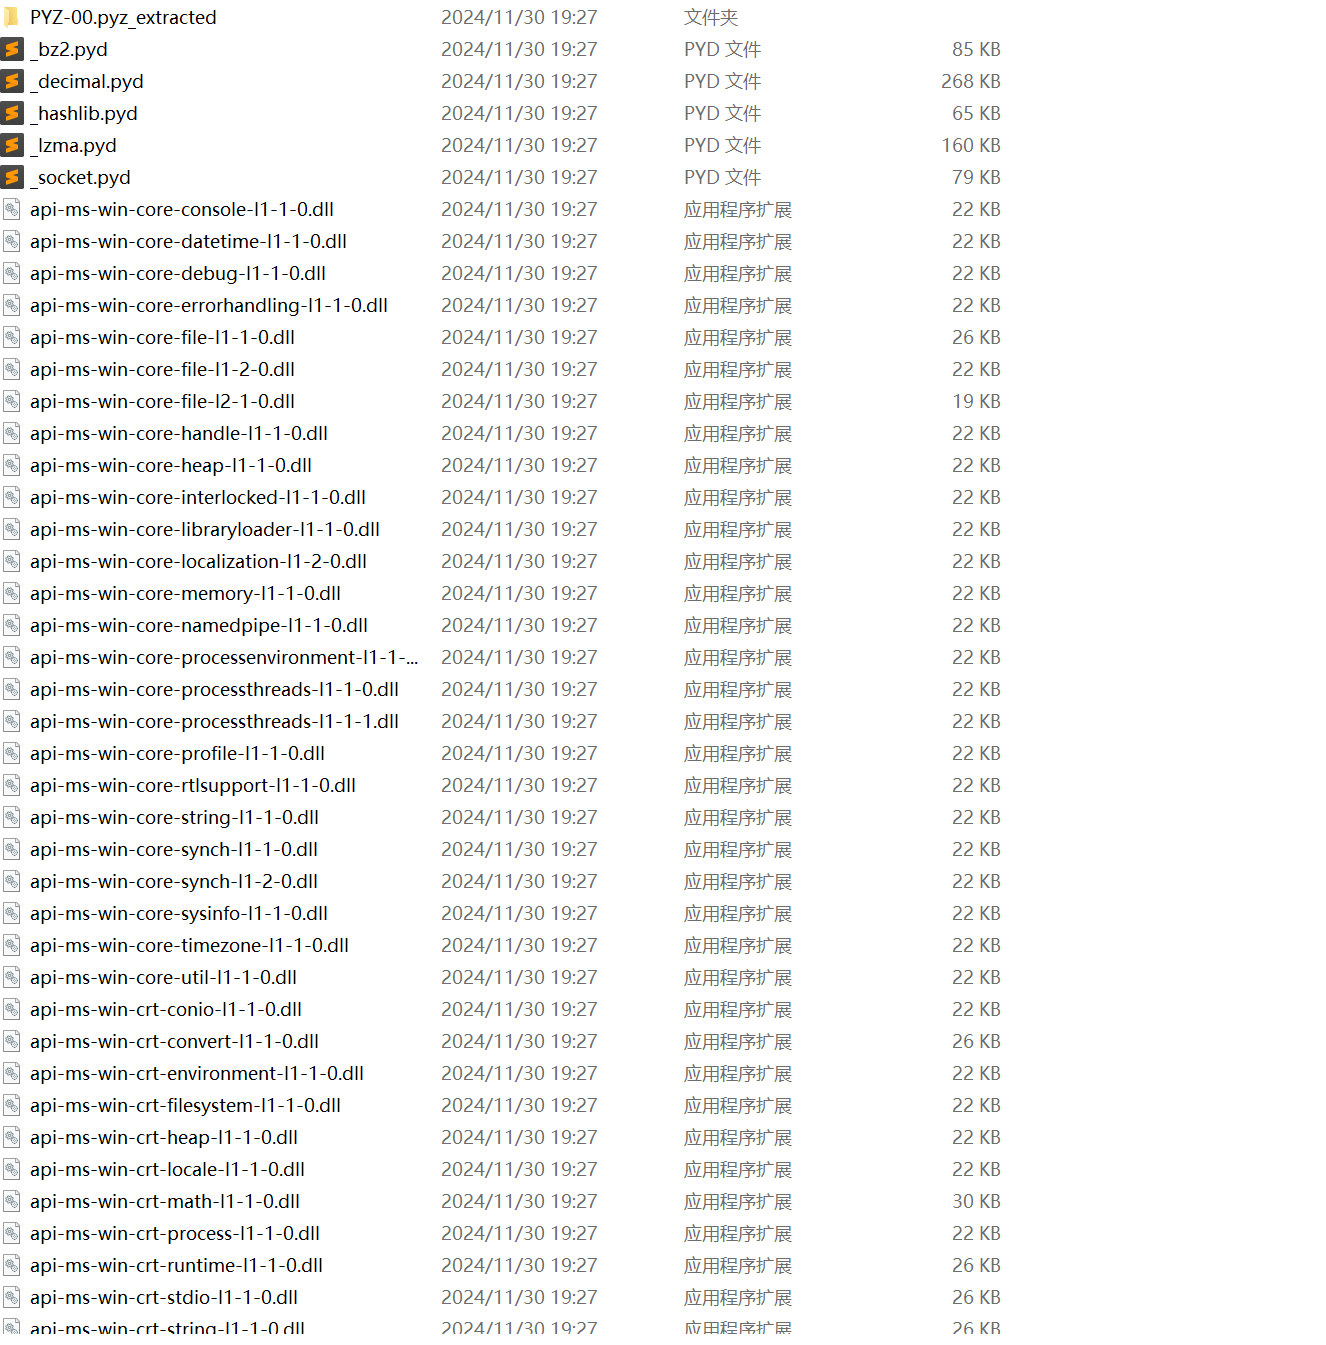 PYZ-00.pyz_extracted 2024/11/30 19:27 文件夹
_bz2.pyd 2024/11/30 19:27 PYD 文件 85 KB
_decimal.pyd 2024/11/30 19:27 PYD 文件 268 KB
_hashlib.pyd 2024/11/30 19:27 PYD 文件 65 KB
_lzma.pyd 2024/11/30 19:27 PYD 文件 160 KB
_socket.pyd 2024/11/30 19:27 PYD 文件 79 KB
api-ms-win-core-console-l1-1-0.dll 2024/11/30 19:27 应用程序扩展 22 KB
api-ms-win-core-datetime-l1-1-0.dll 2024/11/30 19:27 应用程序扩展 22 KB
api-ms-win-core-debug-l1-1-0.dll 2024/11/30 19:27 应用程序扩展 22 KB
api-ms-win-core-errorhandling-l1-1-0.dll 2024/11/30 19:27 应用程序扩展 22 KB
api-ms-win-core-file-l1-1-0.dll 2024/11/30 19:27 应用程序扩展 26 KB
api-ms-win-core-file-l1-2-0.dll 2024/11/30 19:27 应用程序扩展 22 KB
api-ms-win-core-file-l2-1-0.dll 2024/11/30 19:27 应用程序扩展 19 KB
api-ms-win-core-handle-l1-1-0.dll 2024/11/30 19:27 应用程序扩展 22 KB
api-ms-win-core-heap-l1-1-0.dll 2024/11/30 19:27 应用程序扩展 22 KB
api-ms-win-core-interlocked-l1-1-0.dll 2024/11/30 19:27 应用程序扩展 22 KB
api-ms-win-core-libraryloader-l1-1-0.dll 2024/11/30 19:27 应用程序扩展 22 KB
api-ms-win-core-localization-l1-2-0.dll 2024/11/30 19:27 应用程序扩展 22 KB
api-ms-win-core-memory-l1-1-0.dll 2024/11/30 19:27 应用程序扩展 22 KB
api-ms-win-core-namedpipe-l1-1-0.dll 2024/11/30 19:27 应用程序扩展 22 KB
api-ms-win-core-processenvironment-l1-1-... 2024/11/30 19:27 应用程序扩展 22 KB
api-ms-win-core-processthreads-l1-1-0.dll 2024/11/30 19:27 应用程序扩展 22 KB
api-ms-win-core-processthreads-l1-1-1.dll 2024/11/30 19:27 应用程序扩展 22 KB
api-ms-win-core-profile-l1-1-0.dll 2024/11/30 19:27 应用程序扩展 22 KB
api-ms-win-core-rtlsupport-l1-1-0.dll 2024/11/30 19:27 应用程序扩展 22 KB
api-ms-win-core-string-l1-1-0.dll 2024/11/30 19:27 应用程序扩展 22 KB
api-ms-win-core-synch-l1-1-0.dll 2024/11/30 19:27 应用程序扩展 22 KB
api-ms-win-core-synch-l1-2-0.dll 2024/11/30 19:27 应用程序扩展 22 KB
api-ms-win-core-sysinfo-l1-1-0.dll 2024/11/30 19:27 应用程序扩展 22 KB
api-ms-win-core-timezone-l1-1-0.dll 2024/11/30 19:27 应用程序扩展 22 KB
api-ms-win-core-util-l1-1-0.dll 2024/11/30 19:27 应用程序扩展 22 KB
api-ms-win-crt-conio-l1-1-0.dll 2024/11/30 19:27 应用程序扩展 22 KB
api-ms-win-crt-convert-l1-1-0.dll 2024/11/30 19:27 应用程序扩展 26 KB
api-ms-win-crt-environment-l1-1-0.dll 2024/11/30 19:27 应用程序扩展 22 KB
api-ms-win-crt-filesystem-l1-1-0.dll 2024/11/30 19:27 应用程序扩展 22 KB
api-ms-win-crt-heap-l1-1-0.dll 2024/11/30 19:27 应用程序扩展 22 KB
api-ms-win-crt-locale-l1-1-0.dll 2024/11/30 19:27 应用程序扩展 22 KB
api-ms-win-crt-math-l1-1-0.dll 2024/11/30 19:27 应用程序扩展 30 KB
api-ms-win-crt-process-l1-1-0.dll 2024/11/30 19:27 应用程序扩展 22 KB
api-ms-win-crt-runtime-l1-1-0.dll 2024/11/30 19:27 应用程序扩展 26 KB
api-ms-win-crt-stdio-l1-1-0.dll 2024/11/30 19:27 应用程序扩展 26 KB
api-ms-win-crt-string-l1-1-0.dll 2024/11/30 19:27 应用程序扩展 26 KB